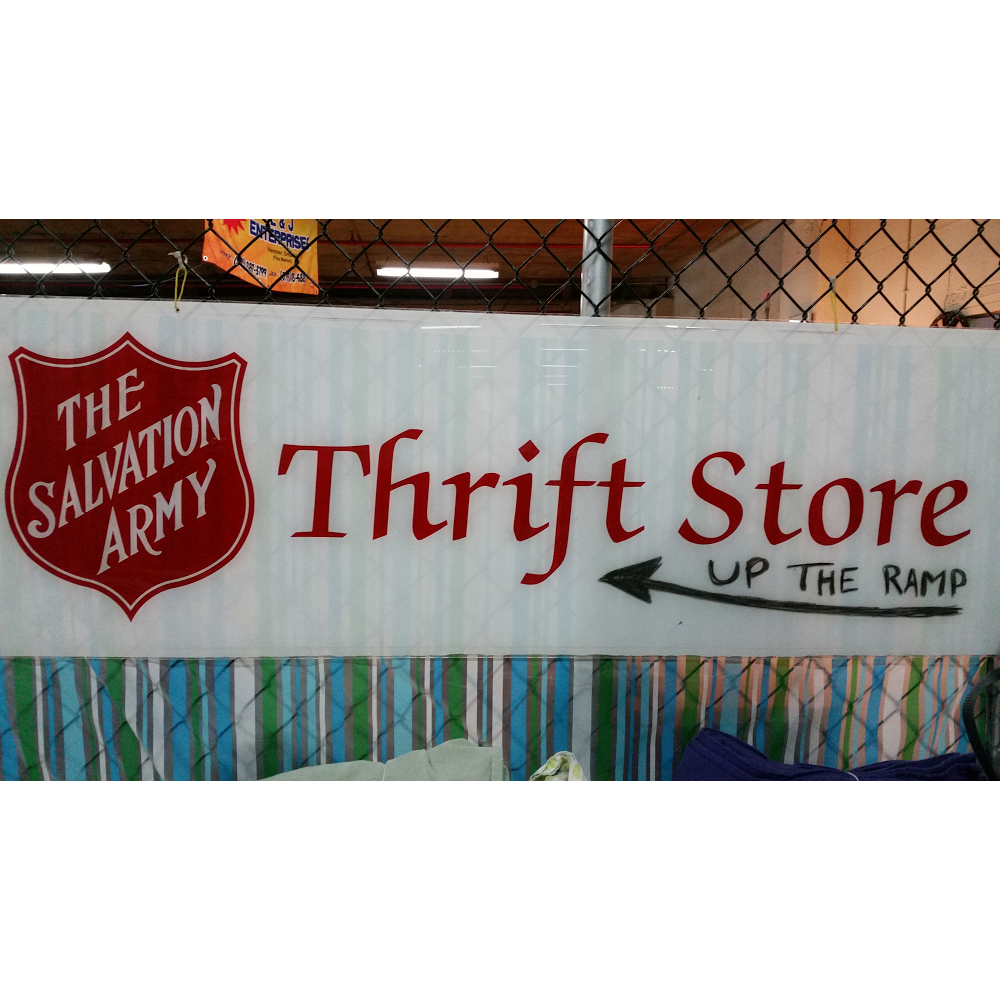 & J
ENTERPRISE
THE
SALVATION
ARMY
Thrift Store
UP THE RAMP